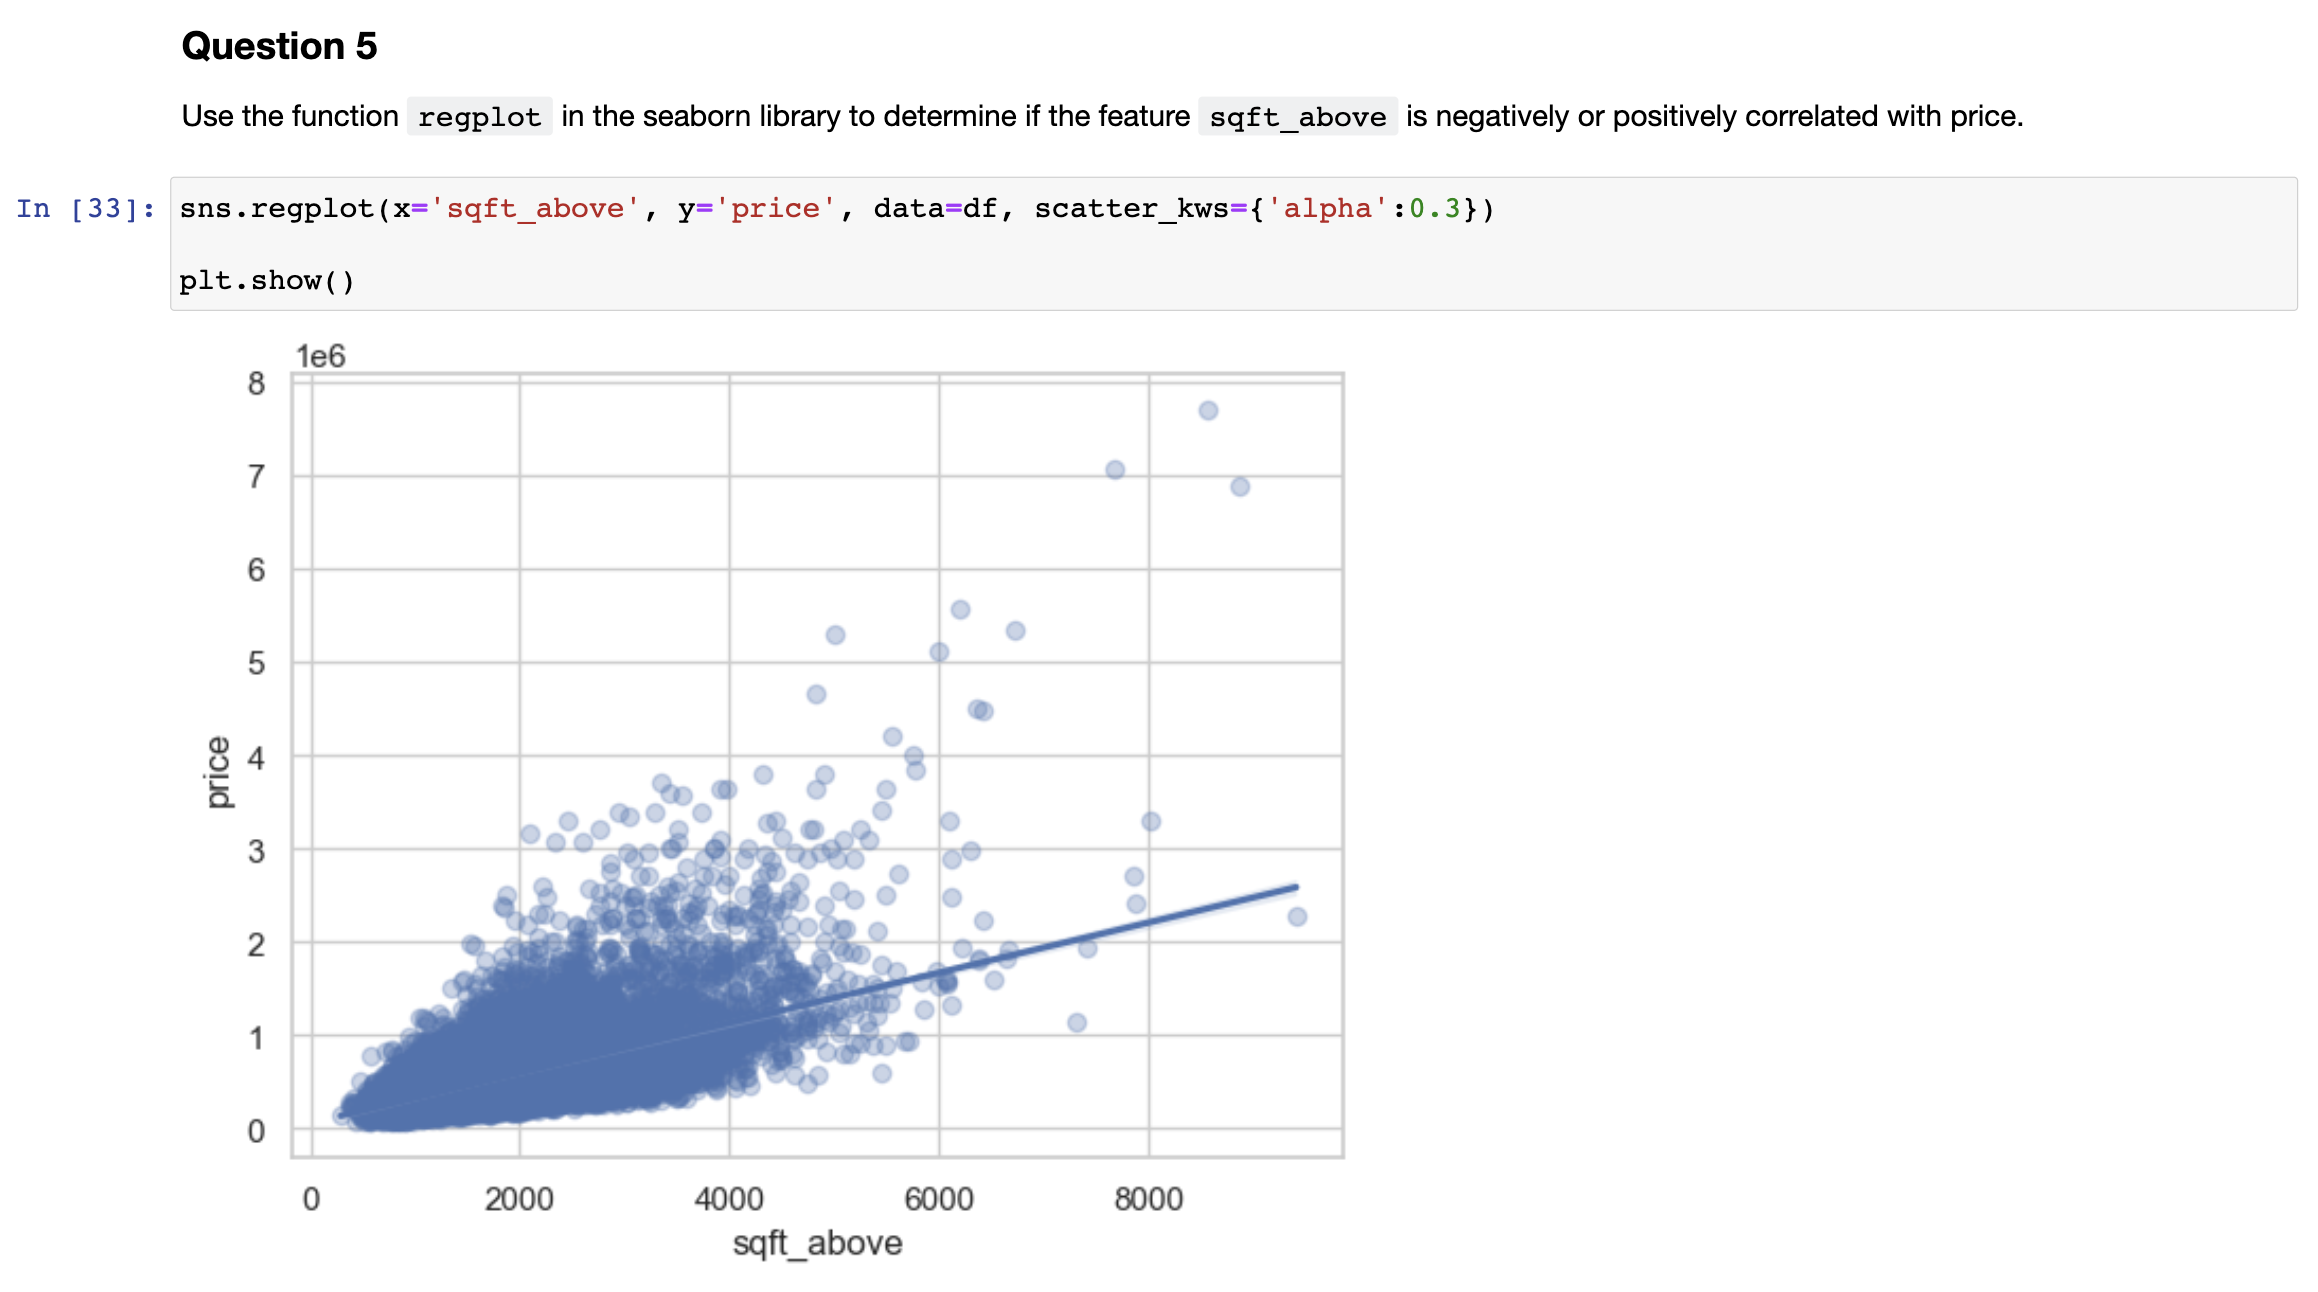 Question 5
Use the function regplot in the seaborn library to determine if the feature sqft_above is negatively or positively correlated with price.
In [33]: sns.regplot(x='sqft_above', y='price', data=df, scatter_kws={'alpha':0.3})
plt.show()
1e6
8
7
6
5
4
3
2
1
0
price
0 2000 4000 6000 8000
sqft_above